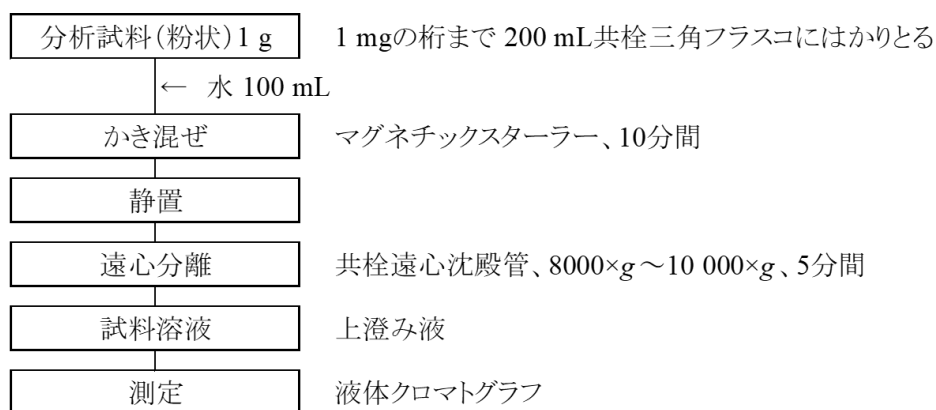 分析試料(粉状)1 g 1 mgの桁まで 200 mL共栓三角フラスコにはかりとる
← 水 100 mL
かき混ぜ マグネチックスターラー、10分間
静置
遠心分離 共栓遠心沈殿管、8000×g~10 000×g、5分間
試料溶液 上澄み液
測定 液体クロマトグラフ